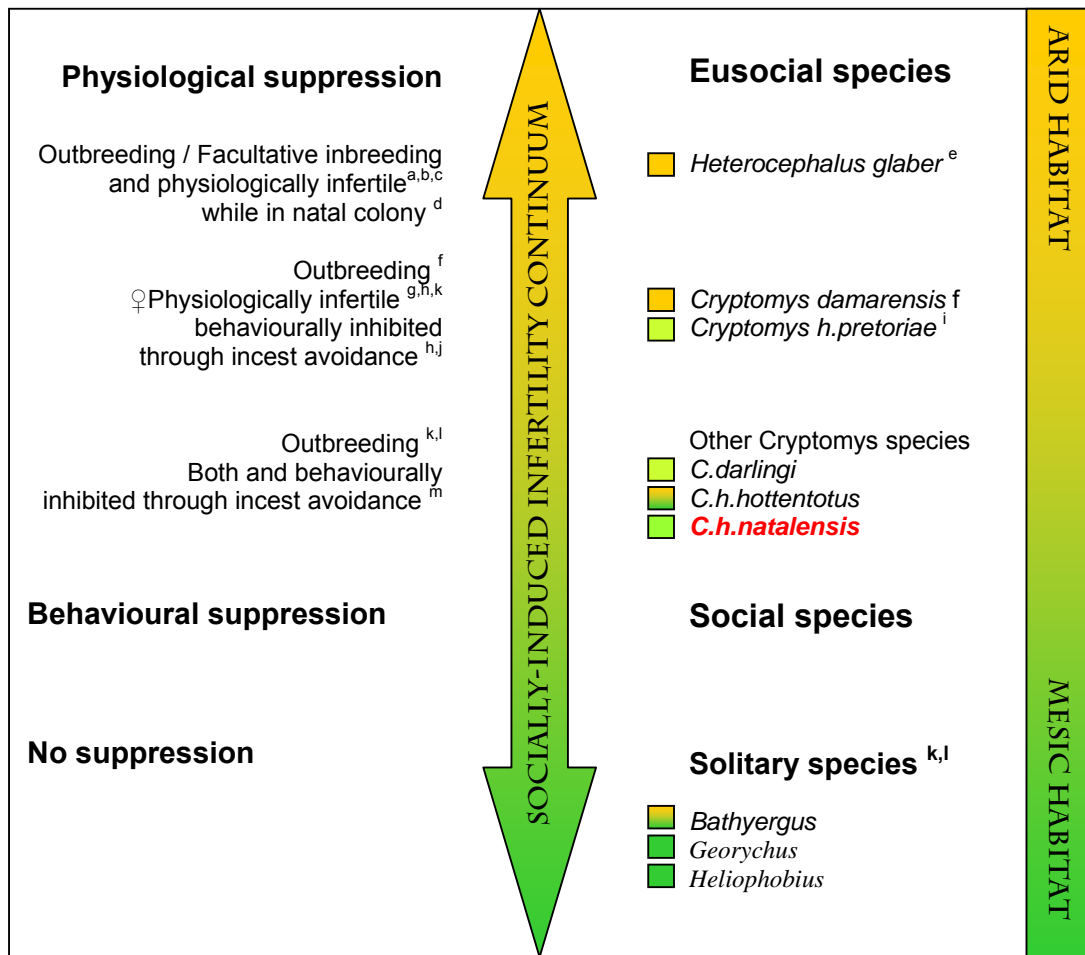 Physiological suppression
Outbreeding / Facultative inbreeding
and physiologically infertile a,b,c
while in natal colony d
Outbreeding f
♀Physiologically infertile g,h,k
behaviourally inhibited
through incest avoidance h,j
Outbreeding k,l
Both and behaviourally
inhibited through incest avoidance m
Behavioural suppression
No suppression
SOCIALLY-INDUCED INFERTILITY CONTINUUM
Eusocial species
Heterocephalus glaber e
Cryptomys damarensis f
Cryptomys h.pretoriae i
Other Cryptomys species
C.darlingi
C.h.hottentotus
C.h.natalensis
Social species
Solitary species k,l
Bathyergus
Georychus
Heliophobius
ARID HABITAT
MESIC HABITAT